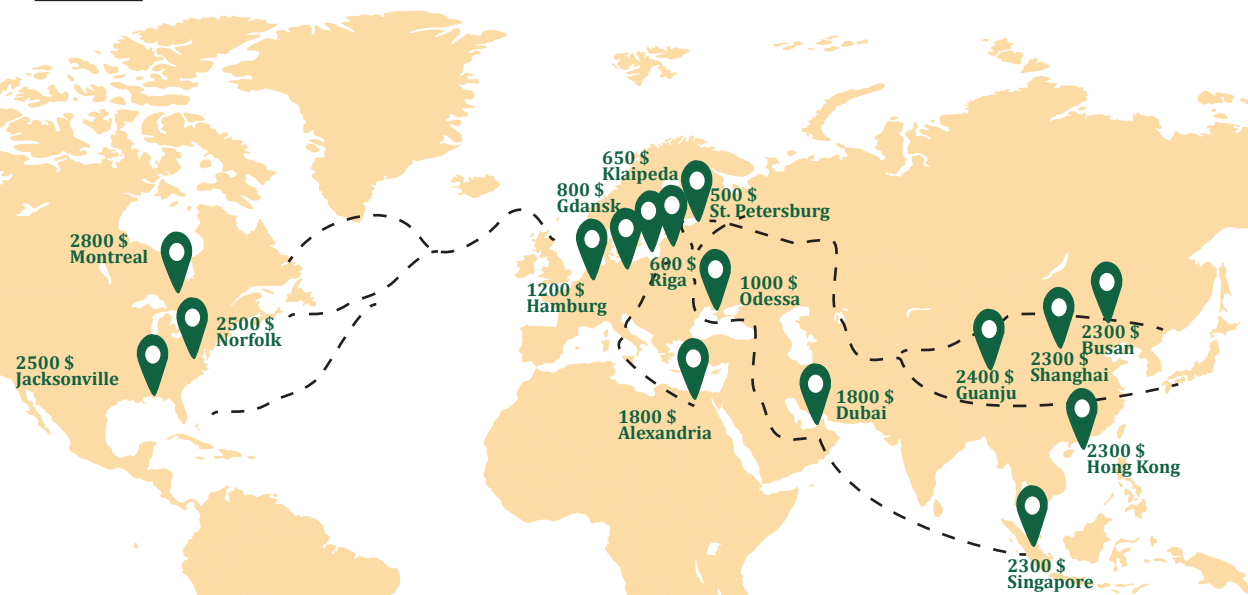 650 $
Klaipeda
800 $
Gdansk
500 $
St. Petersburg
2800 $
Montreal
600 $
Riga
1200 $
Hamburg
1000 $
Odessa
2500 $
Norfolk
2300 $
Busan
2300 $
Shanghai
2500 $
Jacksonville
2400 $
Guanju
1800 $
Dubai
1800 $
Alexandria
2300 $
Hong Kong
2300 $
Singapore